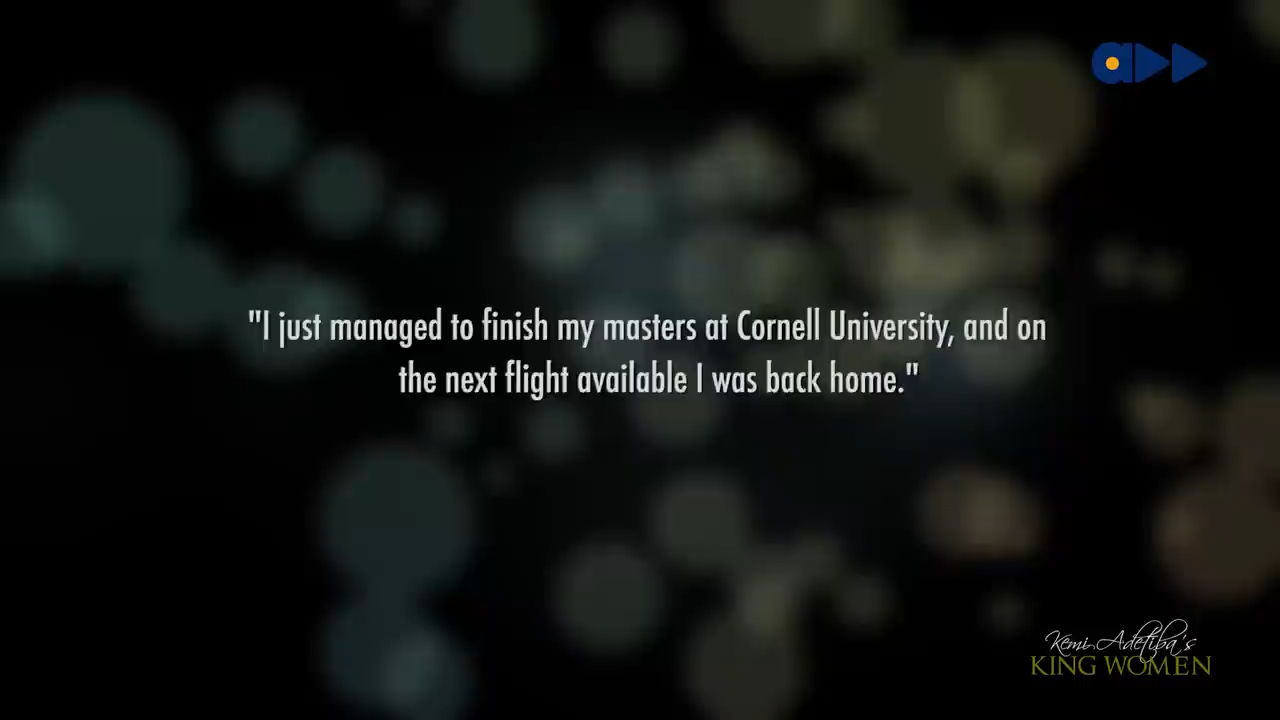 "I just managed to finish my masters at Cornell University, and on
the next flight available I was back home."
Kemi Adetiba's
KING WOMEN